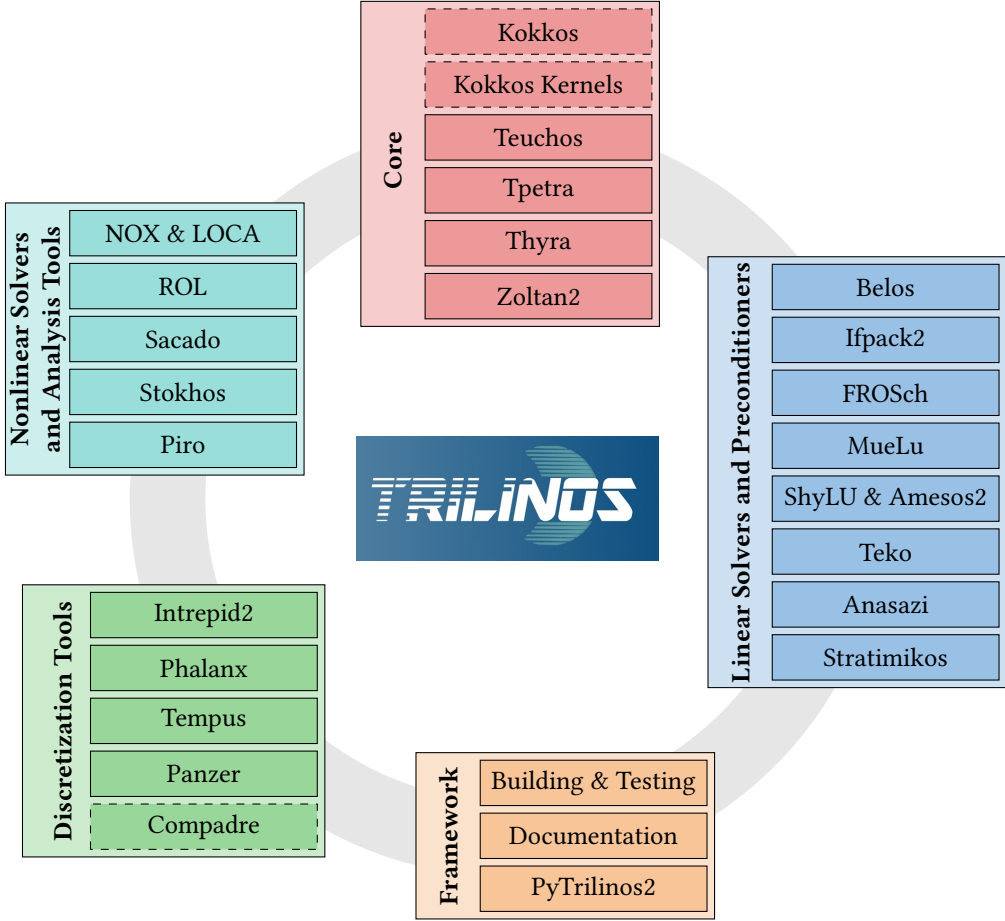 Core
Kokkos
Kokkos Kernels
Teuchos
Tpetra
Thyra
Zoltan2
Nonlinear Solvers
and Analysis Tools
NOX & LOCA
ROL
Sacado
Stokhos
Piro
Linear Solvers and Preconditioners
Belos
Ifpack2
FROSch
MueLu
ShyLU & Amesos2
Teko
Anasazi
Stratimikos
TRILINOS
Discretization Tools
Intrepid2
Phalanx
Tempus
Panzer
Compadre
Framework
Building & Testing
Documentation
PyTrilinos2